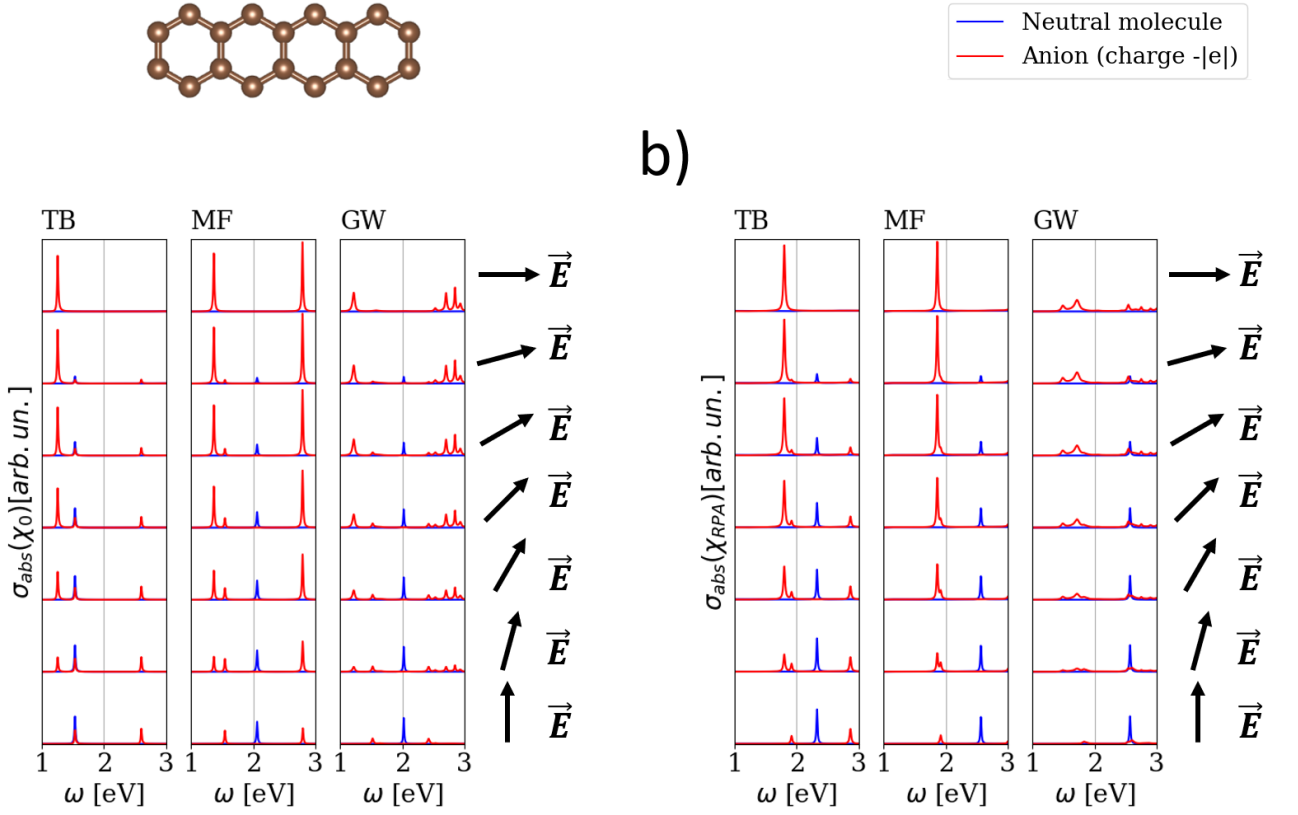 Neutral molecule
Anion (charge -|e|)
b)
TB MF GW
σabs(χ0)[arb. un.]
E⃗
E⃗
E⃗
E⃗
E⃗
E⃗
E⃗
1 2 3 1 2 3 1 2 3
ω [eV] ω [eV] ω [eV]
TB MF GW
σabs(χRPA)[arb. un.]
E⃗
E⃗
E⃗
E⃗
E⃗
E⃗
E⃗
1 2 3 1 2 3 1 2 3
ω [eV] ω [eV] ω [eV]